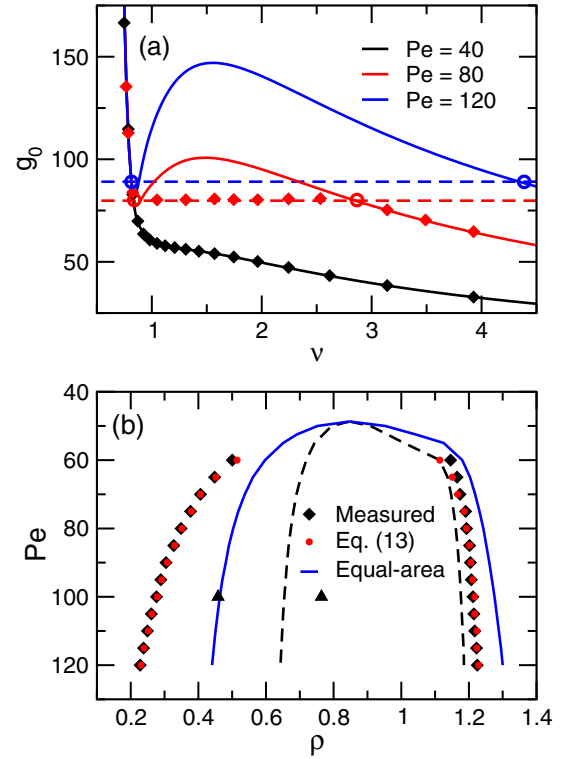 (a)
Pe = 40
Pe = 80
Pe = 120
g0
150
100
50
1
2
3
4
ν
(b)
40
60
80
100
120
Pe
Measured
Eq. (13)
Equal-area
0.2
0.4
0.6
0.8
1
1.2
1.4
ρ